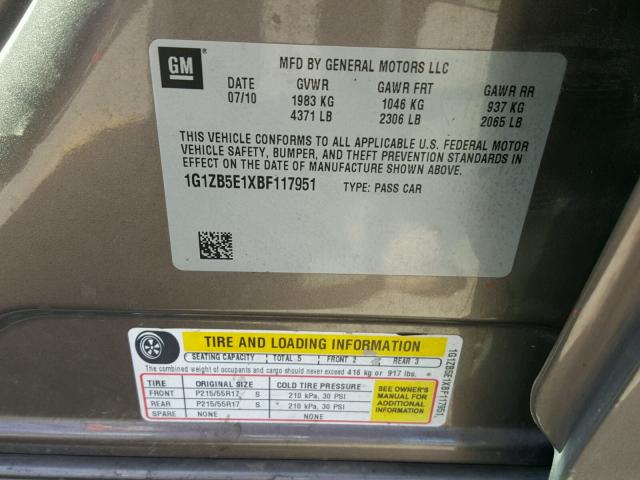 GM
MFD BY GENERAL MOTORS LLC
DATE GVWR GAWR FRT GAWR RR
07/10 1983 KG 1046 KG 937 KG
4371 LB 2306 LB 2065 LB
THIS VEHICLE CONFORMS TO ALL APPLICABLE U.S. FEDERAL MOTOR
VEHICLE SAFETY, BUMPER, AND THEFT PREVENTION STANDARDS
IN EFFECT ON THE DATE OF MANUFACTURE SHOWN ABOVE.
1G1ZB5E1XBF117951 TYPE: PASS CAR
TIRE AND LOADING INFORMATION
SEATING CAPACITY TOTAL 5 FRONT 2 REAR 3
The combined weight of occupants and cargo should never exceed 416 kg or 917 lbs.
TIRE ORIGINAL SIZE COLD TIRE PRESSURE
FRONT P215/55R17 S 210 kPa, 30 PSI
REAR P215/55R17 S 210 kPa, 30 PSI
SPARE NONE NONE
SEE OWNER'S
MANUAL FOR
ADDITIONAL
INFORMATION
1G1ZB5E1XBF117951